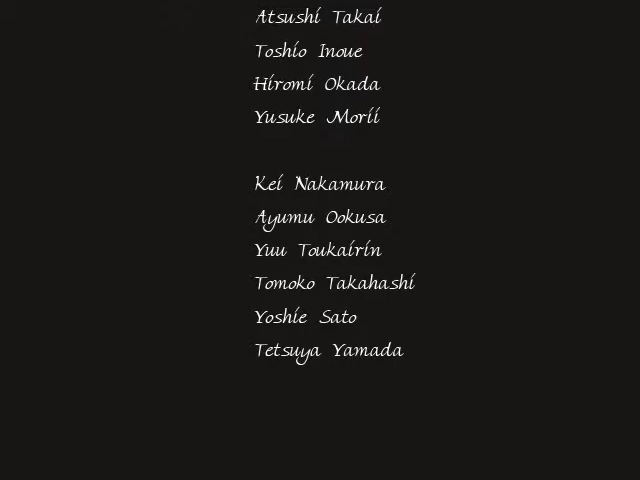 Atsushi Takai
Toshio Inoue
Hiromi Okada
Yusuke Morii
Kei Nakamura
Ayumu Ookusa
Yuu Toukairin
Tomoko Takahashi
Yoshie Sato
Tetsuya Yamada